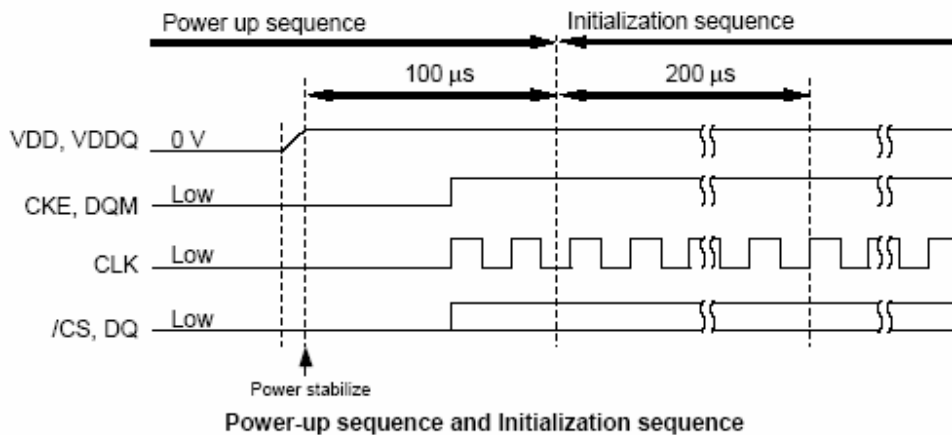 Power up sequence
Initialization sequence
100 µs
200 µs
VDD, VDDQ
0 V
CKE, DQM
Low
CLK
Low
/CS, DQ
Low
Power stabilize
Power-up sequence and Initialization sequence